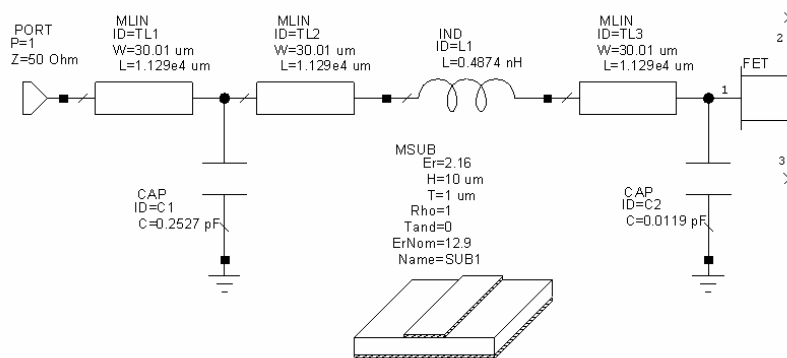 PORT
P=1
Z=50 Ohm
MLIN
ID=TL1
W=30.01 um
L=1.129e4 um
MLIN
ID=TL2
W=30.01 um
L=1.129e4 um
IND
ID=L1
L=0.4874 nH
MLIN
ID=TL3
W=30.01 um
L=1.129e4 um
2
FET
1
3
CAP
ID=C1
C=0.2527 pF
MSUB
Er=2.16
H=10 um
T=1 um
Rho=1
Tand=0
ErNom=12.9
Name=SUB1
CAP
ID=C2
C=0.0119 pF